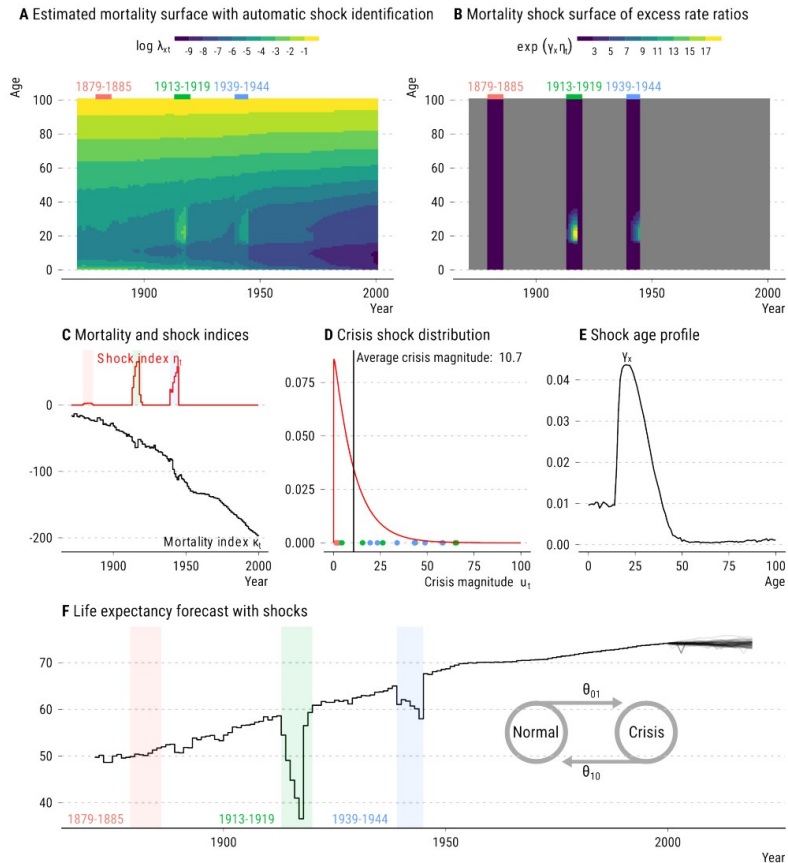 A Estimated mortality surface with automatic shock identification
log λxt
-9 -8 -7 -6 -5 -4 -3 -2 -1
Age
1879-1885 1913-1919 1939-1944
100
80
60
40
20
0
1900 1950 2000
Year
B Mortality shock surface of excess rate ratios
exp (γxηt)
3 5 7 9 11 13 15 17
Age
1879-1885 1913-1919 1939-1944
100
80
60
40
20
0
1900 1950 2000
Year
C Mortality and shock indices
Shock index ηt
0
-100
-200
Mortality index κt
1900 1950 2000
Year
D Crisis shock distribution
Average crisis magnitude: 10.7
0.075
0.050
0.025
0.000
0 25 50 75 100
Crisis magnitude ut
E Shock age profile
γx
0.04
0.03
0.02
0.01
0.00
0 25 50 75 100
Age
F Life expectancy forecast with shocks
70
60
50
40
θ01
Normal Crisis
θ10
1879-1885 1913-1919 1939-1944
1900 1950 2000
Year